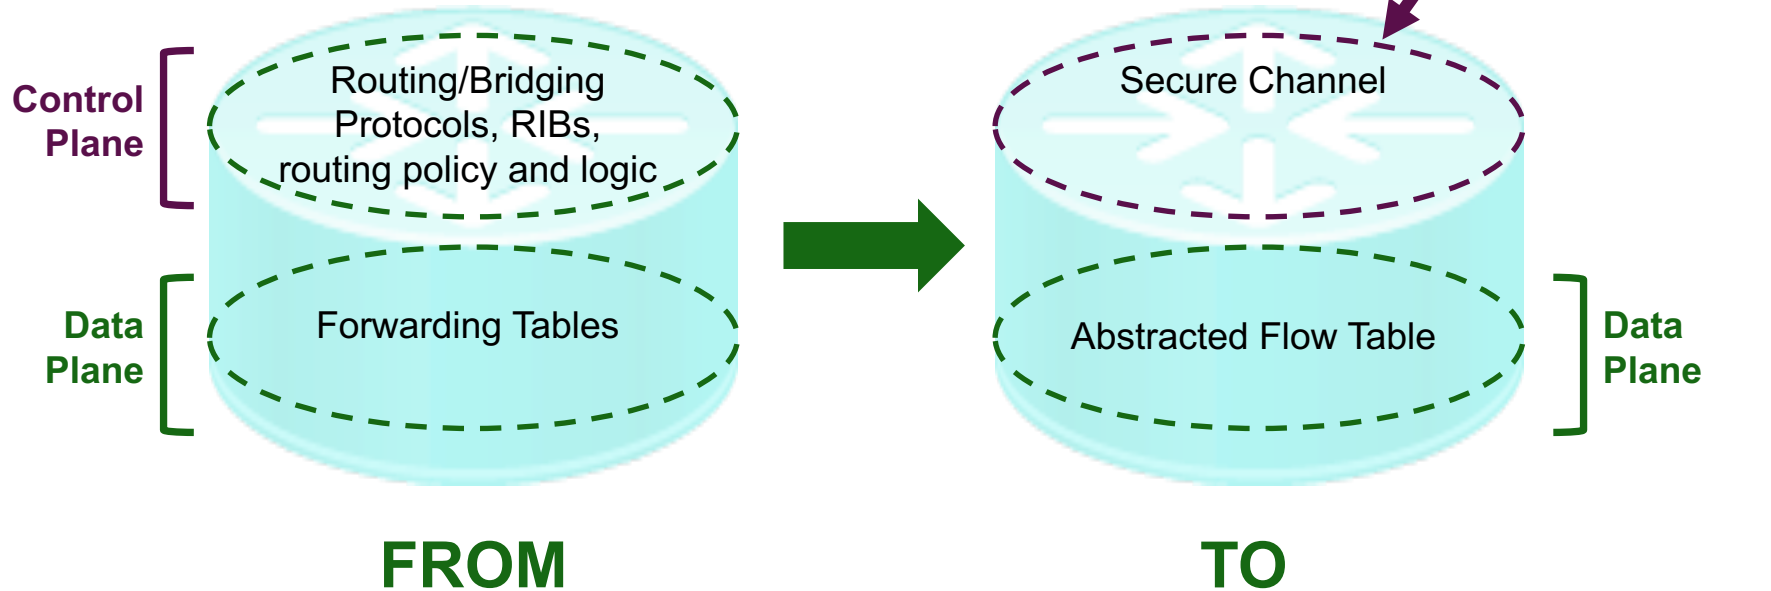 Control
Plane
Routing/Bridging
Protocols, RIBs,
routing policy and logic
Data
Plane
Forwarding Tables
FROM
Secure Channel
Abstracted Flow Table
Data
Plane
TO